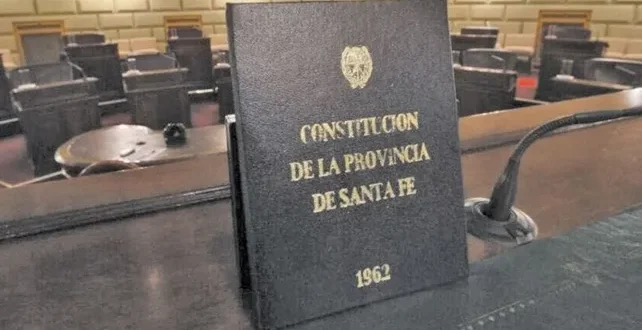 CONSTITUCION
DE LA PROVINCIA
DE SANTA FE
1962